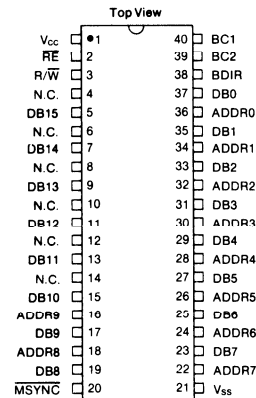 Top View
Vcc 1 40 BC1
R̅E̅ 2 39 BC2
R/W̅ 3 38 BDIR
N.C. 4 37 DB0
DB15 5 36 ADDR0
N.C. 6 35 DB1
DB14 7 34 ADDR1
N.C. 8 33 DB2
DB13 9 32 ADDR2
N.C. 10 31 DB3
DB12 11 30 ADDR3
N.C. 12 29 DB4
DB11 13 28 ADDR4
N.C. 14 27 DB5
DB10 15 26 ADDR5
ADDR9 16 25 DB6
DB9 17 24 ADDR6
ADDR8 18 23 DB7
DB8 19 22 ADDR7
M̅S̅Y̅N̅C̅ 20 21 Vss